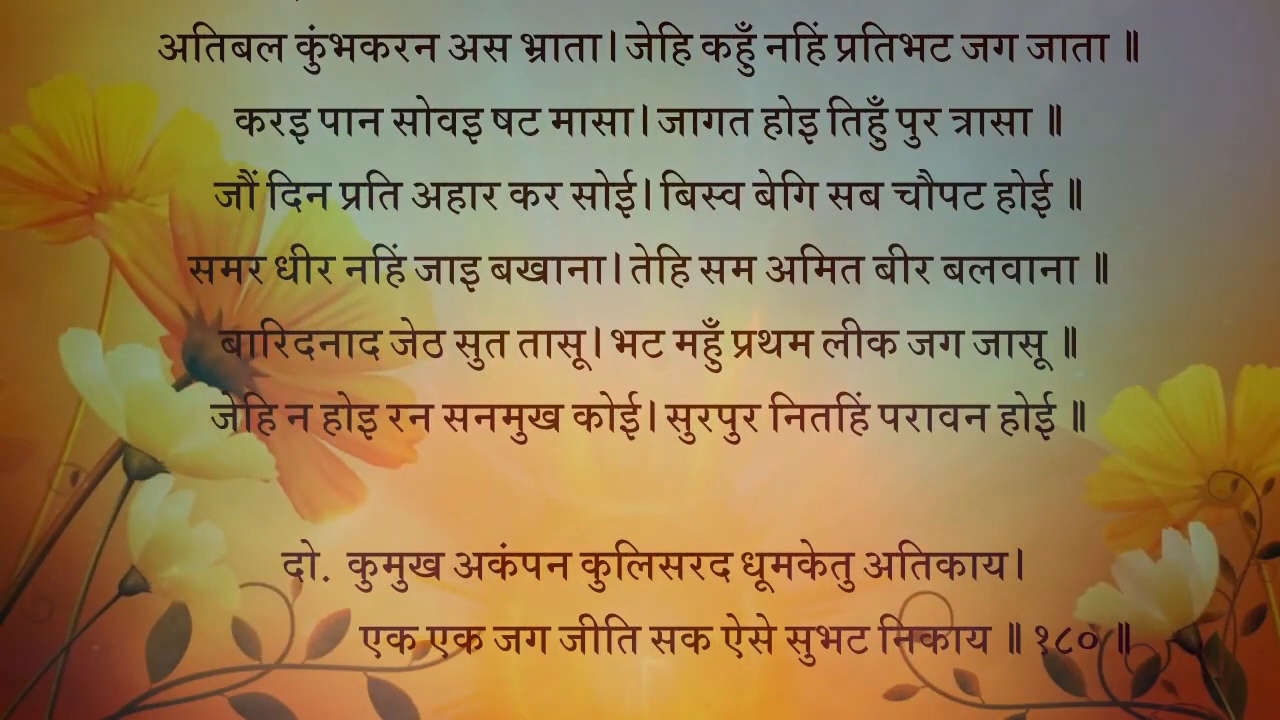 अतिबल कुंभकरन अस भ्राता। जेहि कहुँ नहिं प्रतिभट जग जाता ॥
करइ पान सोवइ षट मासा। जागत होइ तिहुँ पुर त्रासा ॥
जौं दिन प्रति अहार कर सोई। बिस्व बेगि सब चौपट होई ॥
समर धीर नहिं जाइ बखाना। तेहि सम अमित बीर बलवाना ॥
बारिदनाद जेठ सुत तासू। भट महुँ प्रथम लीक जग जासू ॥
जेहि न होइ रन सनमुख कोई। सुरपुर नितहिं परावन होई ॥
दो. कुमुख अकंपन कुलिसरद धूमकेतु अतिकाय।
एक एक जग जीति सक ऐसे सुभट निकाय ॥ १८० ॥